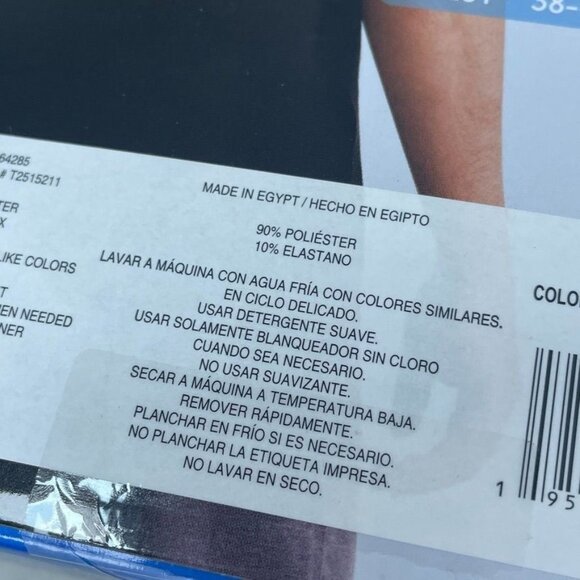 38-
64285
# T2515211
MADE IN EGYPT / HECHO EN EGIPTO
TER
X
90% POLIÉSTER
10% ELASTANO
LIKE COLORS
T
EN NEEDED
NER
LAVAR A MÁQUINA CON AGUA FRÍA CON COLORES SIMILARES.
EN CICLO DELICADO.
USAR DETERGENTE SUAVE.
USAR SOLAMENTE BLANQUEADOR SIN CLORO
CUANDO SEA NECESARIO.
NO USAR SUAVIZANTE.
SECAR A MÁQUINA A TEMPERATURA BAJA.
REMOVER RÁPIDAMENTE.
PLANCHAR EN FRÍO SI ES NECESARIO.
NO PLANCHAR LA ETIQUETA IMPRESA.
NO LAVAR EN SECO.
COLO
1 95